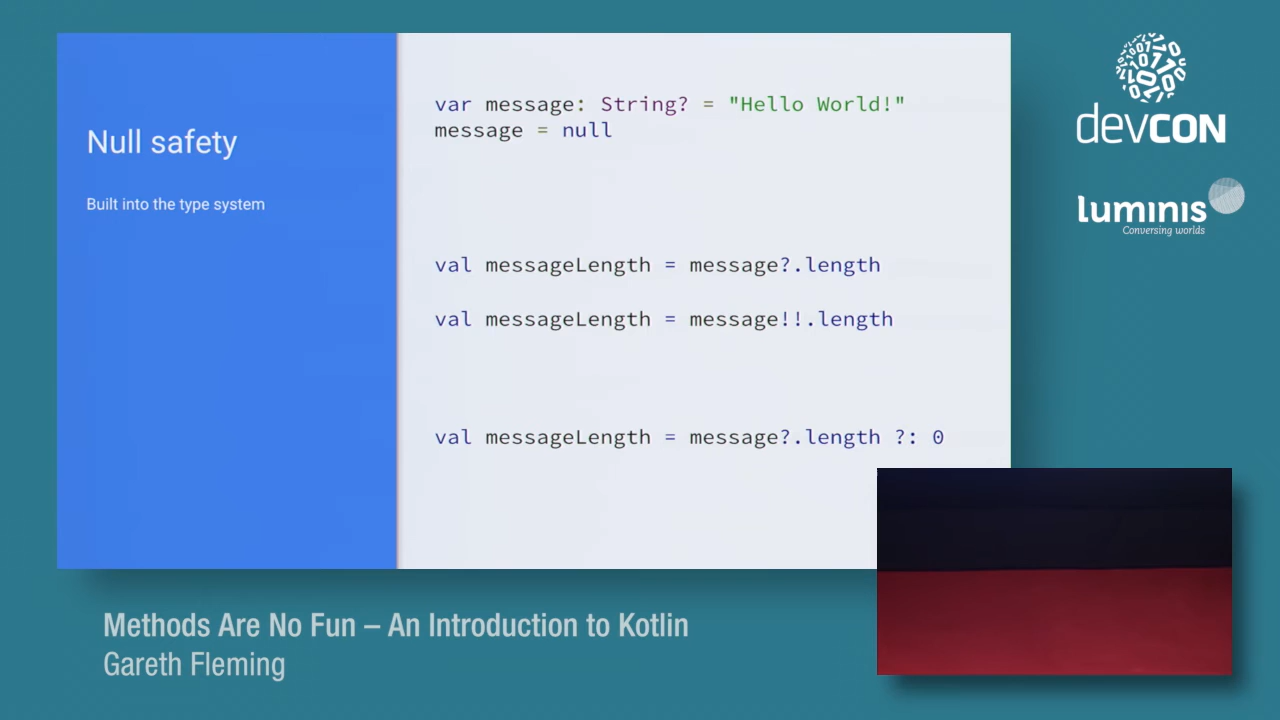 Null safety
Built into the type system
var message: String? = "Hello World!"
message = null
val messageLength = message?.length
val messageLength = message!!.length
val messageLength = message?.length ?: 0
devCON
luminis
Conversing worlds
Methods Are No Fun – An Introduction to Kotlin
Gareth Fleming